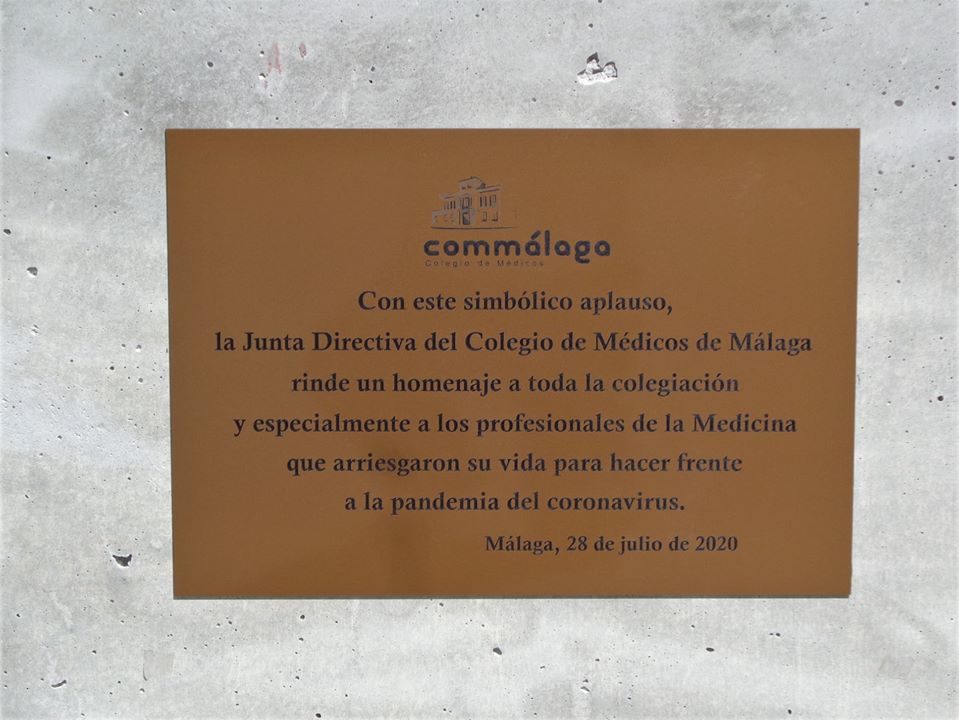 commálaga
Colegio de Médicos
Con este simbólico aplauso,
la Junta Directiva del Colegio de Médicos de Málaga
rinde un homenaje a toda la colegiación
y especialmente a los profesionales de la Medicina
que arriesgaron su vida para hacer frente
a la pandemia del coronavirus.
Málaga, 28 de julio de 2020